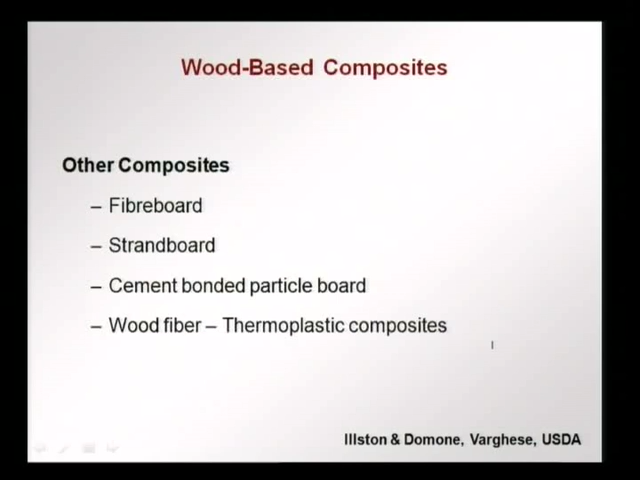 Wood-Based Composites
Other Composites
– Fibreboard
– Strandboard
– Cement bonded particle board
– Wood fiber – Thermoplastic composites
Illston & Domone, Varghese, USDA